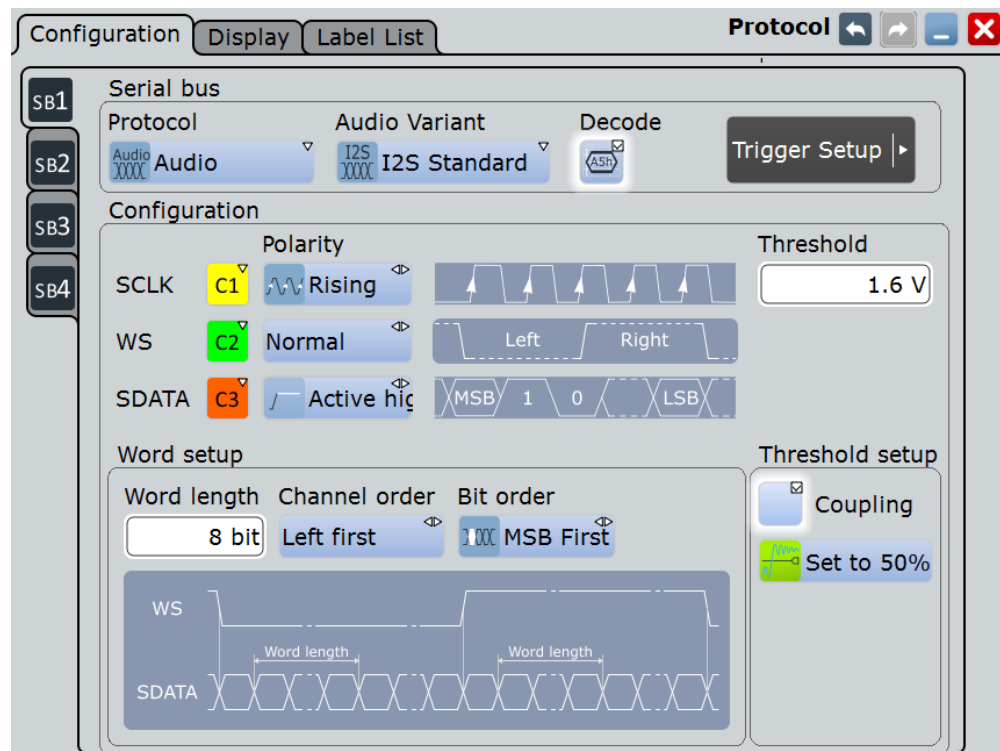 Configuration Display Label List Protocol
SB1
SB2
SB3
SB4
Serial bus
Protocol Audio Variant Decode
Audio Audio I2S I2S Standard A5h Trigger Setup
Configuration
Polarity Threshold
SCLK C1 Rising 1.6 V
WS C2 Normal Left Right
SDATA C3 Active hig MSB 1 0 LSB
Word setup Threshold setup
Word length Channel order Bit order Coupling
8 bit Left first MSB First Set to 50%
WS
Word length Word length
SDATA